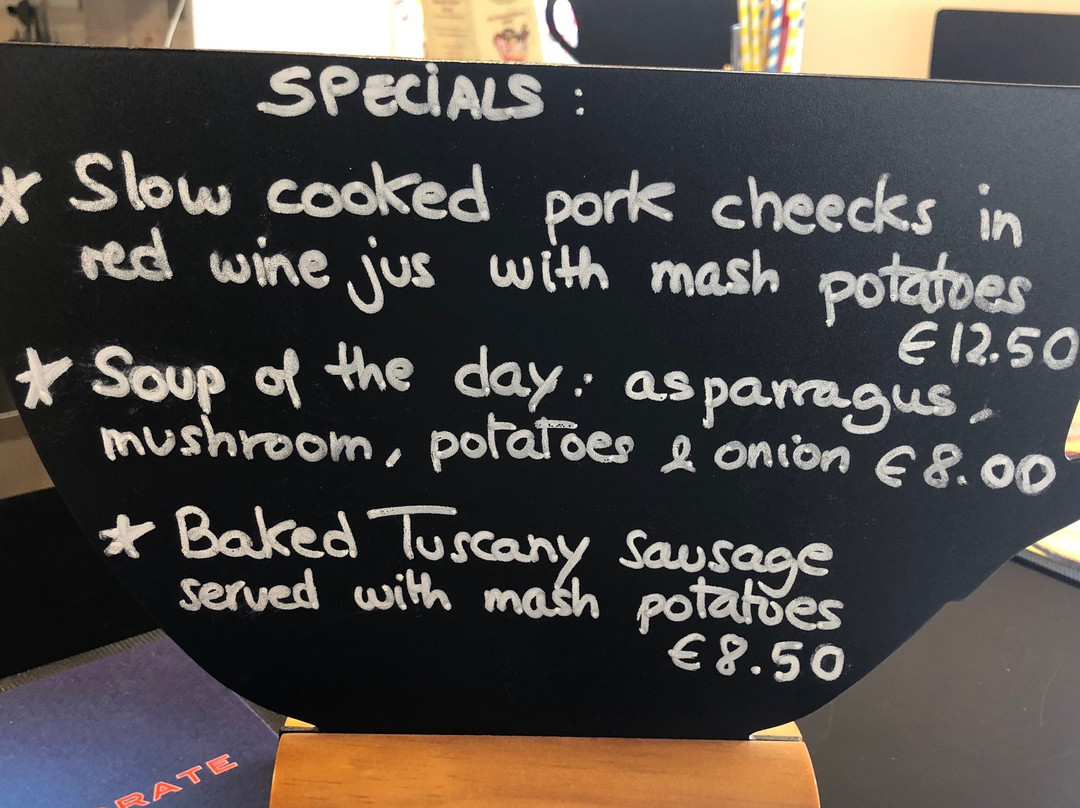 SPECiALS :
* Slow cooked pork cheecks in
red wine jus with mash potatoes
€12.50
* Soup of the day: asparragus,
mushroom, potatoes & onion €8.00
* Baked Tuscany sausage
served with mash potatoes
€8.50
RATE